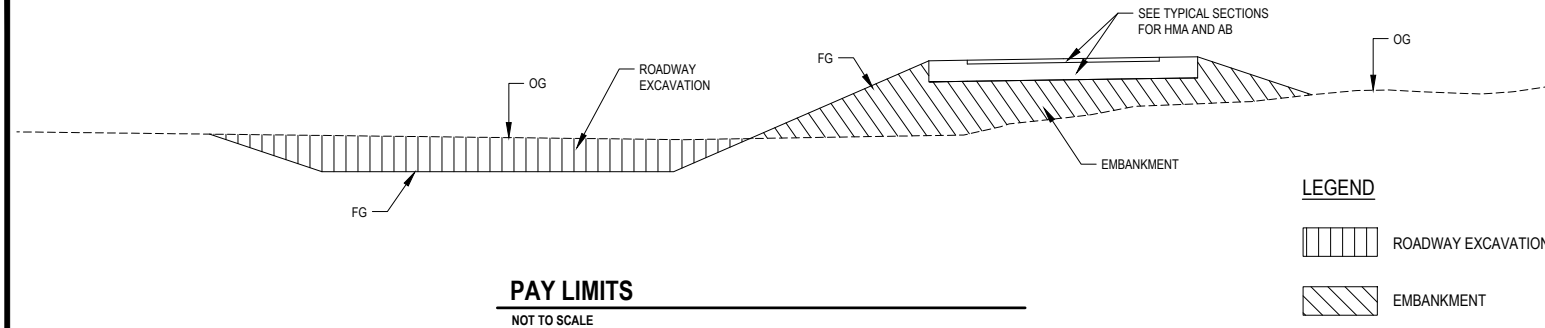 SEE TYPICAL SECTIONS
FOR HMA AND AB
OG
FG
ROADWAY
EXCAVATION
OG
EMBANKMENT
FG
LEGEND
ROADWAY EXCAVATION
EMBANKMENT
PAY LIMITS
NOT TO SCALE